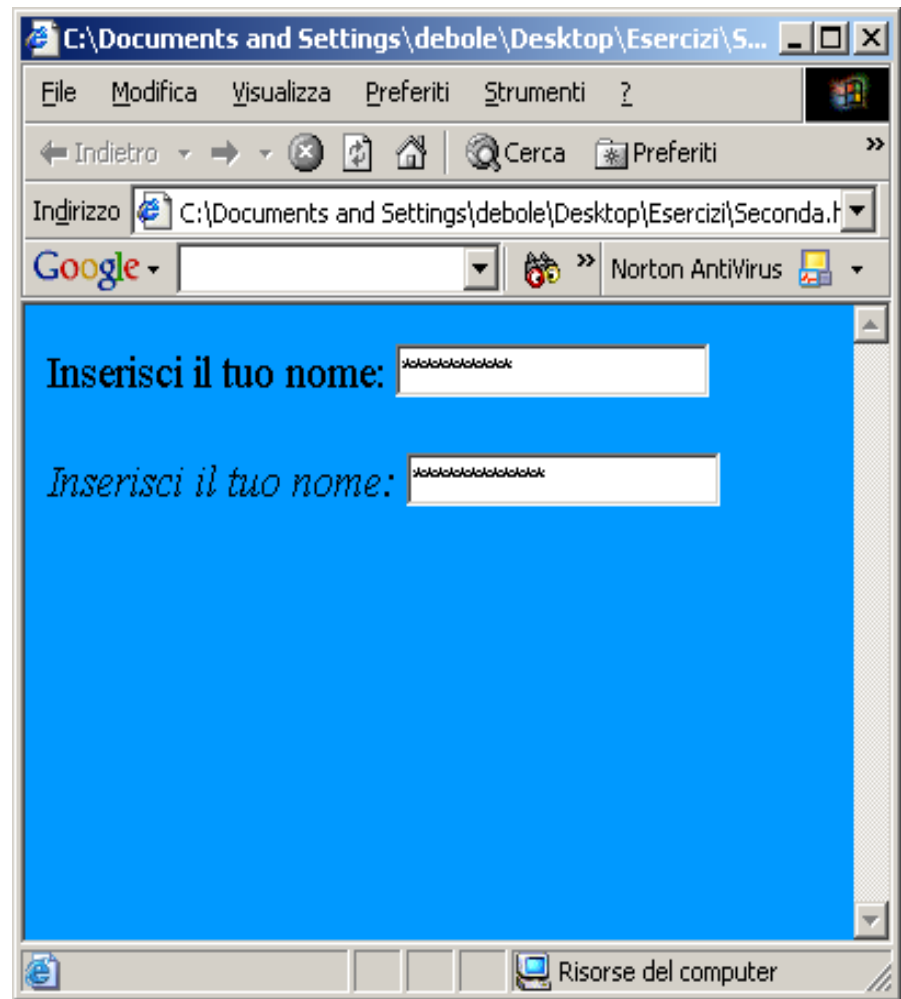 C:\Documents and Settings\debole\Desktop\Esercizi\S...
File Modifica Visualizza Preferiti Strumenti ?
Indietro Cerca Preferiti »
Indirizzo C:\Documents and Settings\debole\Desktop\Esercizi\Seconda.h
Google » Norton AntiVirus
Inserisci il tuo nome: ************
Inserisci il tuo nome: **************
Risorse del computer